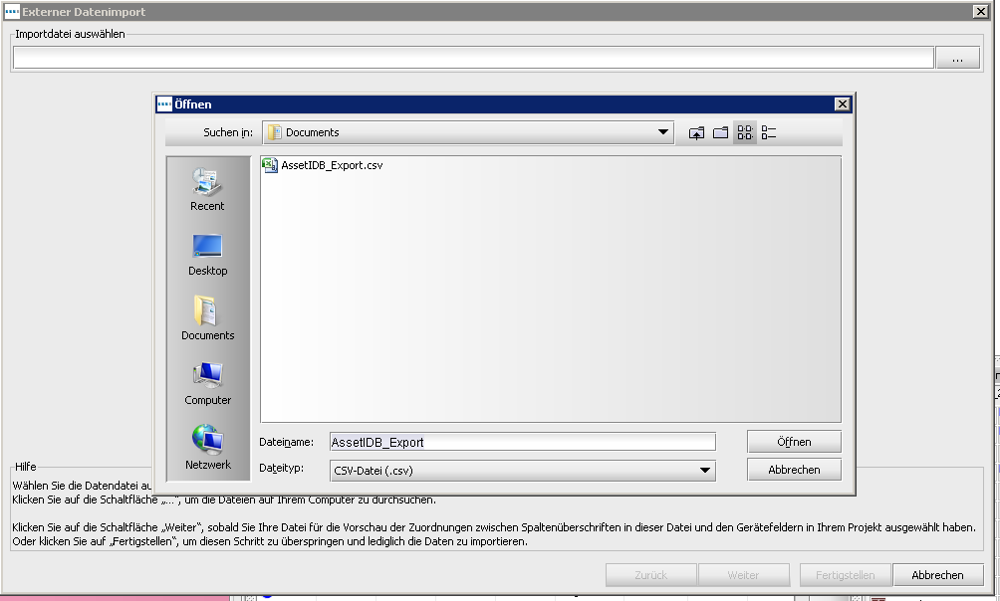 Externer Datenimport
Importdatei auswählen
...
Öffnen
Suchen in:
Documents
AssetIDB_Export.csv
Recent
Desktop
Documents
Computer
Netzwerk
Dateiname:
AssetIDB_Export
Öffnen
Dateityp:
CSV-Datei (.csv)
Abbrechen
Hilfe
Wählen Sie die Datendatei
Klicken Sie auf die Schaltfläche „...“, um die Dateien auf Ihrem Computer zu durchsuchen.
Klicken Sie auf die Schaltfläche „Weiter“, sobald Sie Ihre Datei für die Vorschau der Zuordnungen zwischen Spaltenüberschriften in dieser Datei und den Gerätefeldern in Ihrem Projekt ausgewählt haben.
Oder klicken Sie auf „Fertigstellen“, um diesen Schritt zu überspringen und lediglich die Daten zu importieren.
Zurück
Weiter
Fertigstellen
Abbrechen